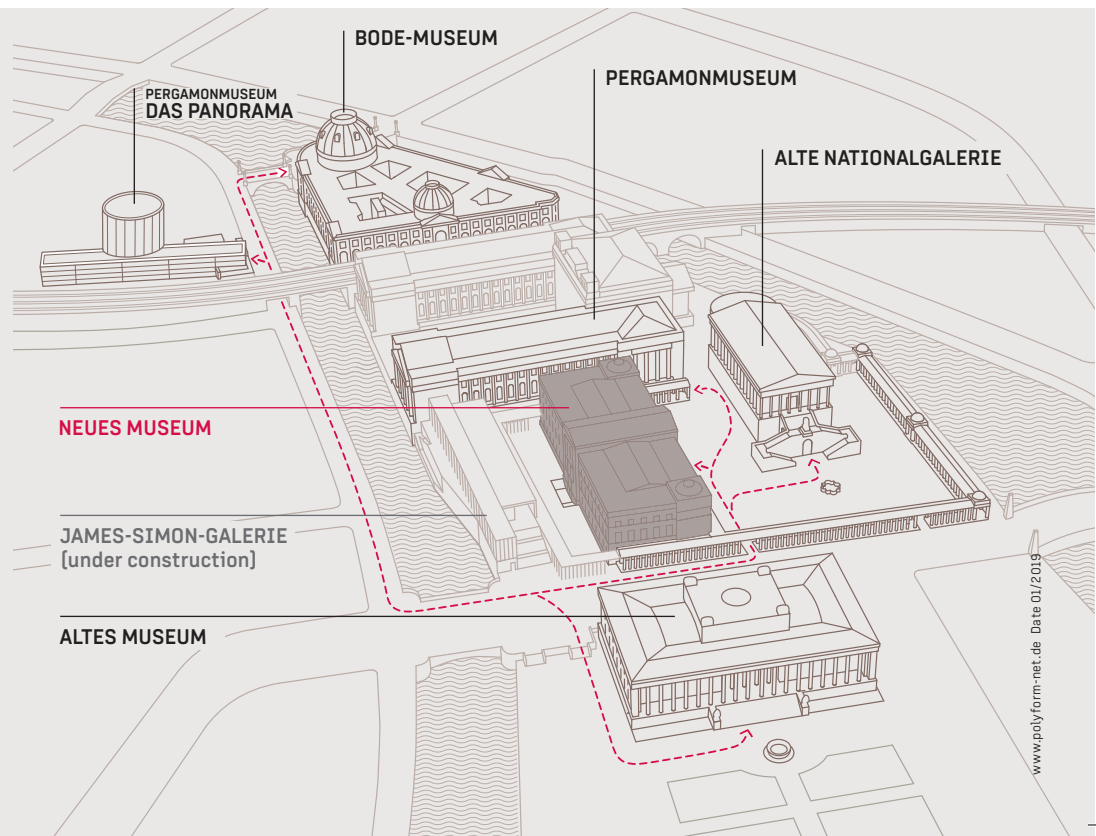 BODE-MUSEUM
PERGAMONMUSEUM
PERGAMONMUSEUM
DAS PANORAMA
ALTE NATIONALGALERIE
NEUES MUSEUM
JAMES-SIMON-GALERIE
(under construction)
ALTES MUSEUM
www.polyform-net.de Date 01/2019